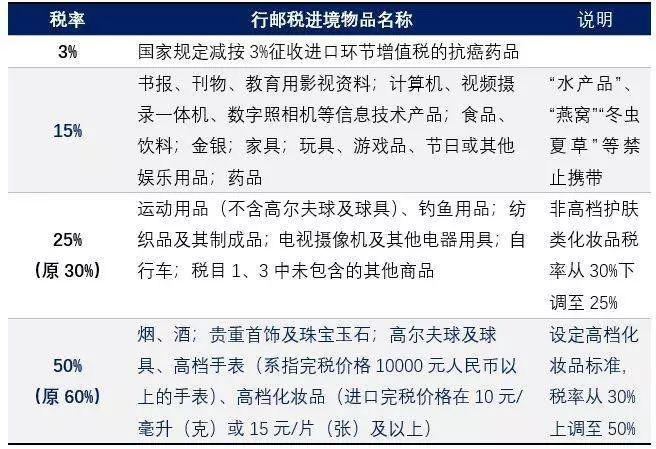 税率 行邮税进境物品名称 说明
3% 国家规定减按 3%征收进口环节增值税的抗癌药品
15%
书报、刊物、教育用影视资料；计算机、视频摄
录一体机、数字照相机等信息技术产品；食品、
饮料；金银；家具；玩具、游戏品、节日或其他
娱乐用品；药品
“水产品”、
“燕窝”“冬虫
夏草”等禁
止携带
25%
(原 30%)
运动用品（不含高尔夫球及球具）、钓鱼用品；纺
织品及其制成品；电视摄像机及其他电器用具；自
行车；税目 1、3 中未包含的其他商品
非高档护肤
类化妆品税
率从 30%下
调至 25%
50%
(原 60%)
烟、酒；贵重首饰及珠宝玉石；高尔夫球及球
具、高档手表（系指完税价格 10000 元人民币以
上的手表）、高档化妆品（进口完税价格在 10 元/
毫升（克）或 15 元/片（张）及以上）
设定高档化
妆品标准，
税率从 30%
上调至 50%